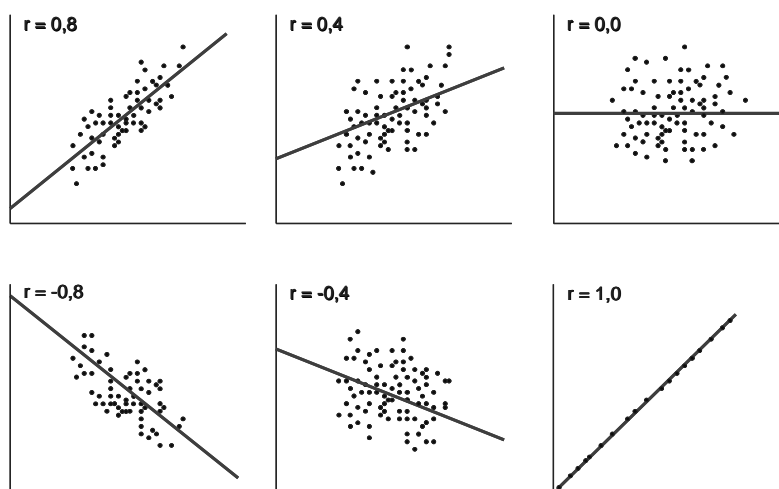 r = 0,8
r = 0,4
r = 0,0
r = -0,8
r = -0,4
r = 1,0